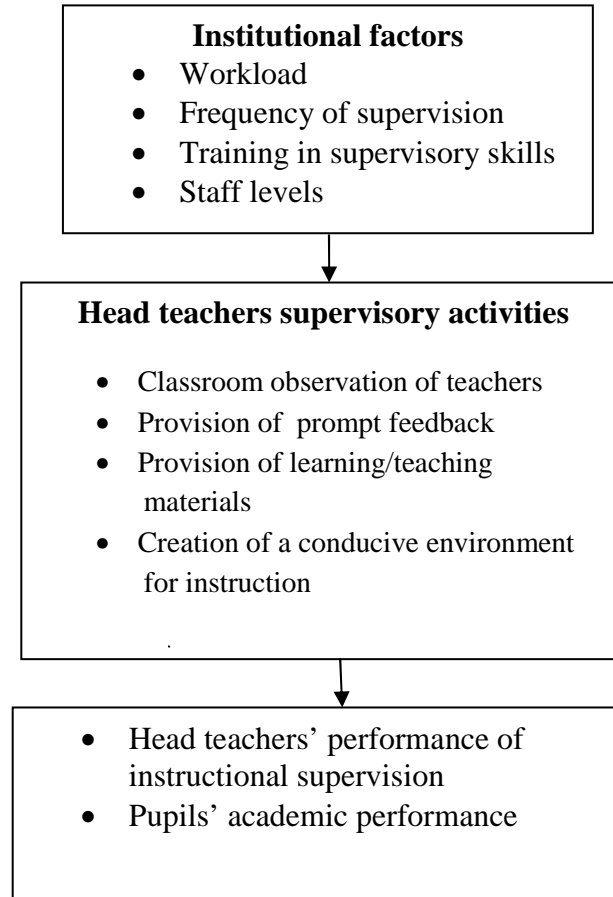 Institutional factors
• Workload
• Frequency of supervision
• Training in supervisory skills
• Staff levels
Head teachers supervisory activities
• Classroom observation of teachers
• Provision of prompt feedback
• Provision of learning/teaching
materials
• Creation of a conducive environment
for instruction
.
• Head teachers’ performance of
instructional supervision
• Pupils’ academic performance